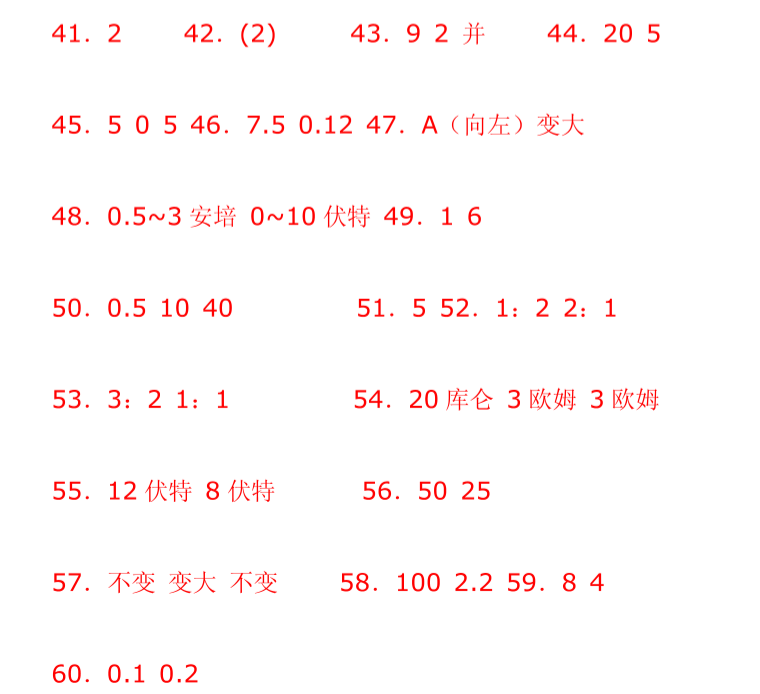 41．2 42．(2) 43．9 2 并 44．20 5
45．5 0 5 46．7.5 0.12 47．A（向左）变大
48．0.5~3 安培 0~10 伏特 49．1 6
50．0.5 10 40 51．5 52．1：2 2：1
53．3：2 1：1 54．20 库仑 3 欧姆 3 欧姆
55．12 伏特 8 伏特 56．50 25
57．不变 变大 不变 58．100 2.2 59．8 4
60．0.1 0.2